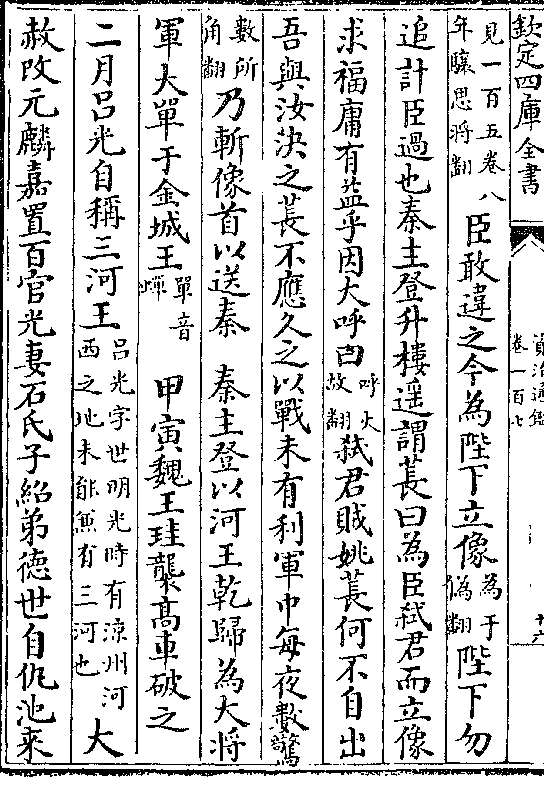 欽定四庫全書
資治通鑑
卷一百七
十六
見一百五卷八年驤思將翻臣敢違之今為陛下立像為于偽翻陛下勿
追計臣過也秦主登升樓遥謂萇曰為臣弑君而立像
求福庸有益乎因大呼曰呼火故翻弑君賊姚萇何不自出
吾與汝決之萇不應久之以戰未有利軍中每夜數驚
數所角翻乃斬像首以送秦 秦主登以河王乾歸為大將
軍大單于金城王單音蟬 甲寅魏王珪襲髙車破之
二月吕光自稱三河王吕光字世明光時有涼州河西之地未能兼有三河也大
赦改元麟嘉置百官光妻石氏子紹弟徳世自仇池来